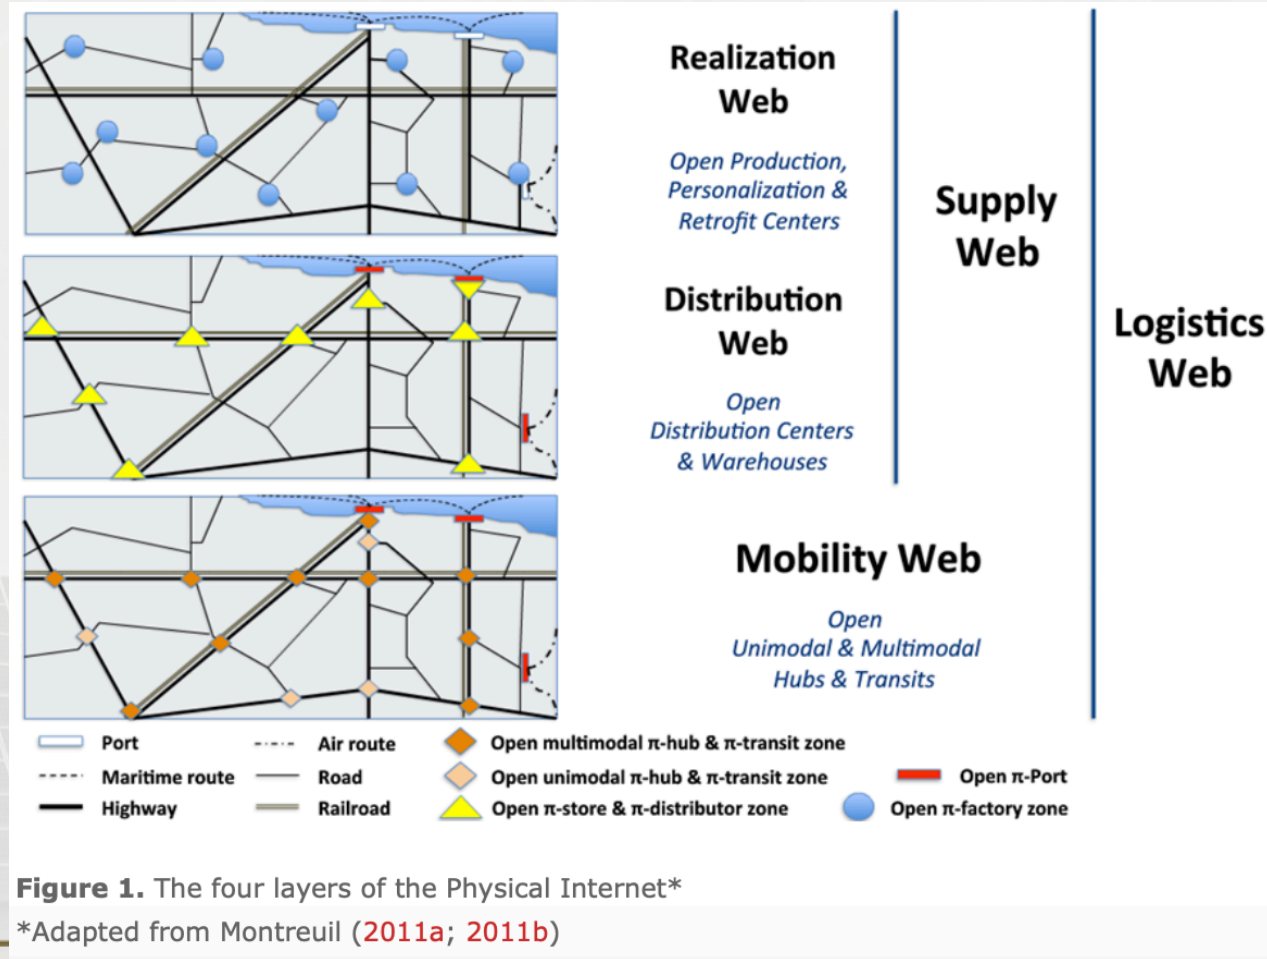 Realization
Web
Open Production,
Personalization &
Retrofit Centers
Distribution
Web
Open
Distribution Centers
& Warehouses
Supply
Web
Logistics
Web
Mobility Web
Open
Unimodal & Multimodal
Hubs & Transits
Port
Air route
Open multimodal π-hub & π-transit zone
Maritime route
Road
Open unimodal π-hub & π-transit zone
Open π-Port
Highway
Railroad
Open π-store & π-distributor zone
Open π-factory zone
Figure 1. The four layers of the Physical Internet*
*Adapted from Montreuil (2011a; 2011b)